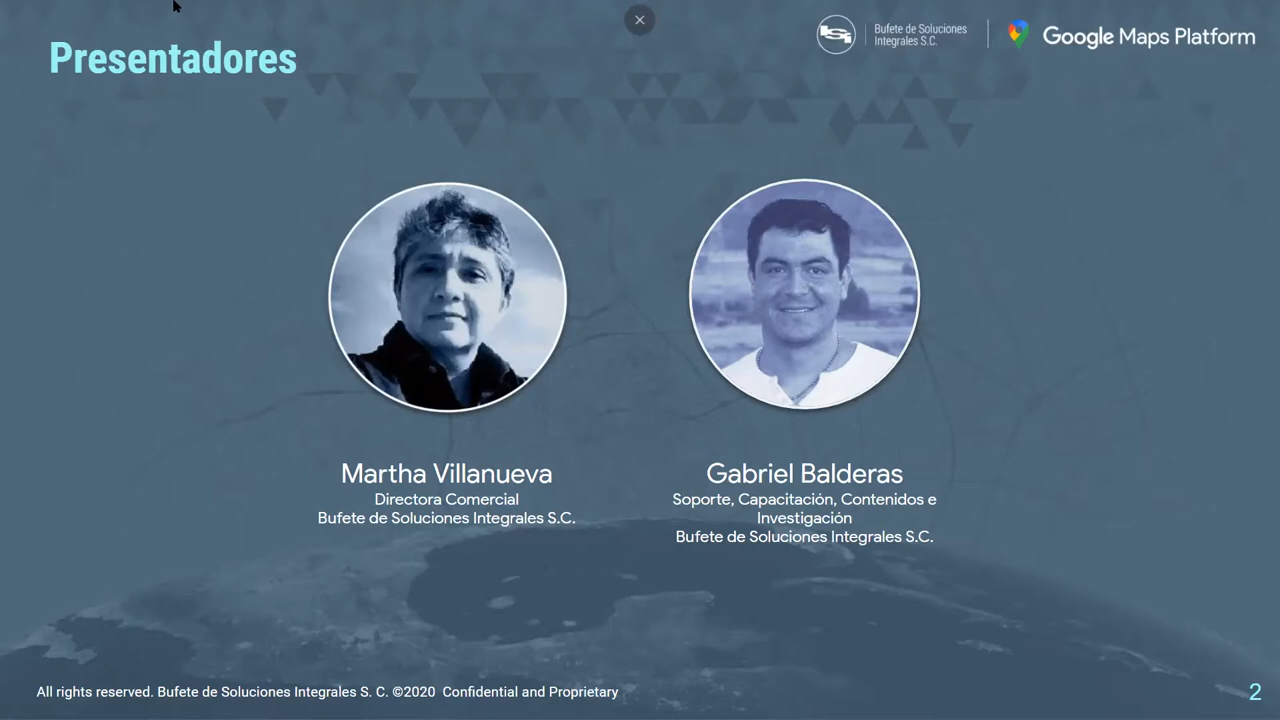 Presentadores
Bufete de Soluciones
Integrales S.C.
Google Maps Platform
Martha Villanueva
Directora Comercial
Bufete de Soluciones Integrales S.C.
Gabriel Balderas
Soporte, Capacitación, Contenidos e
Investigación
Bufete de Soluciones Integrales S.C.
All rights reserved. Bufete de Soluciones Integrales S. C. ©2020 Confidential and Proprietary
2